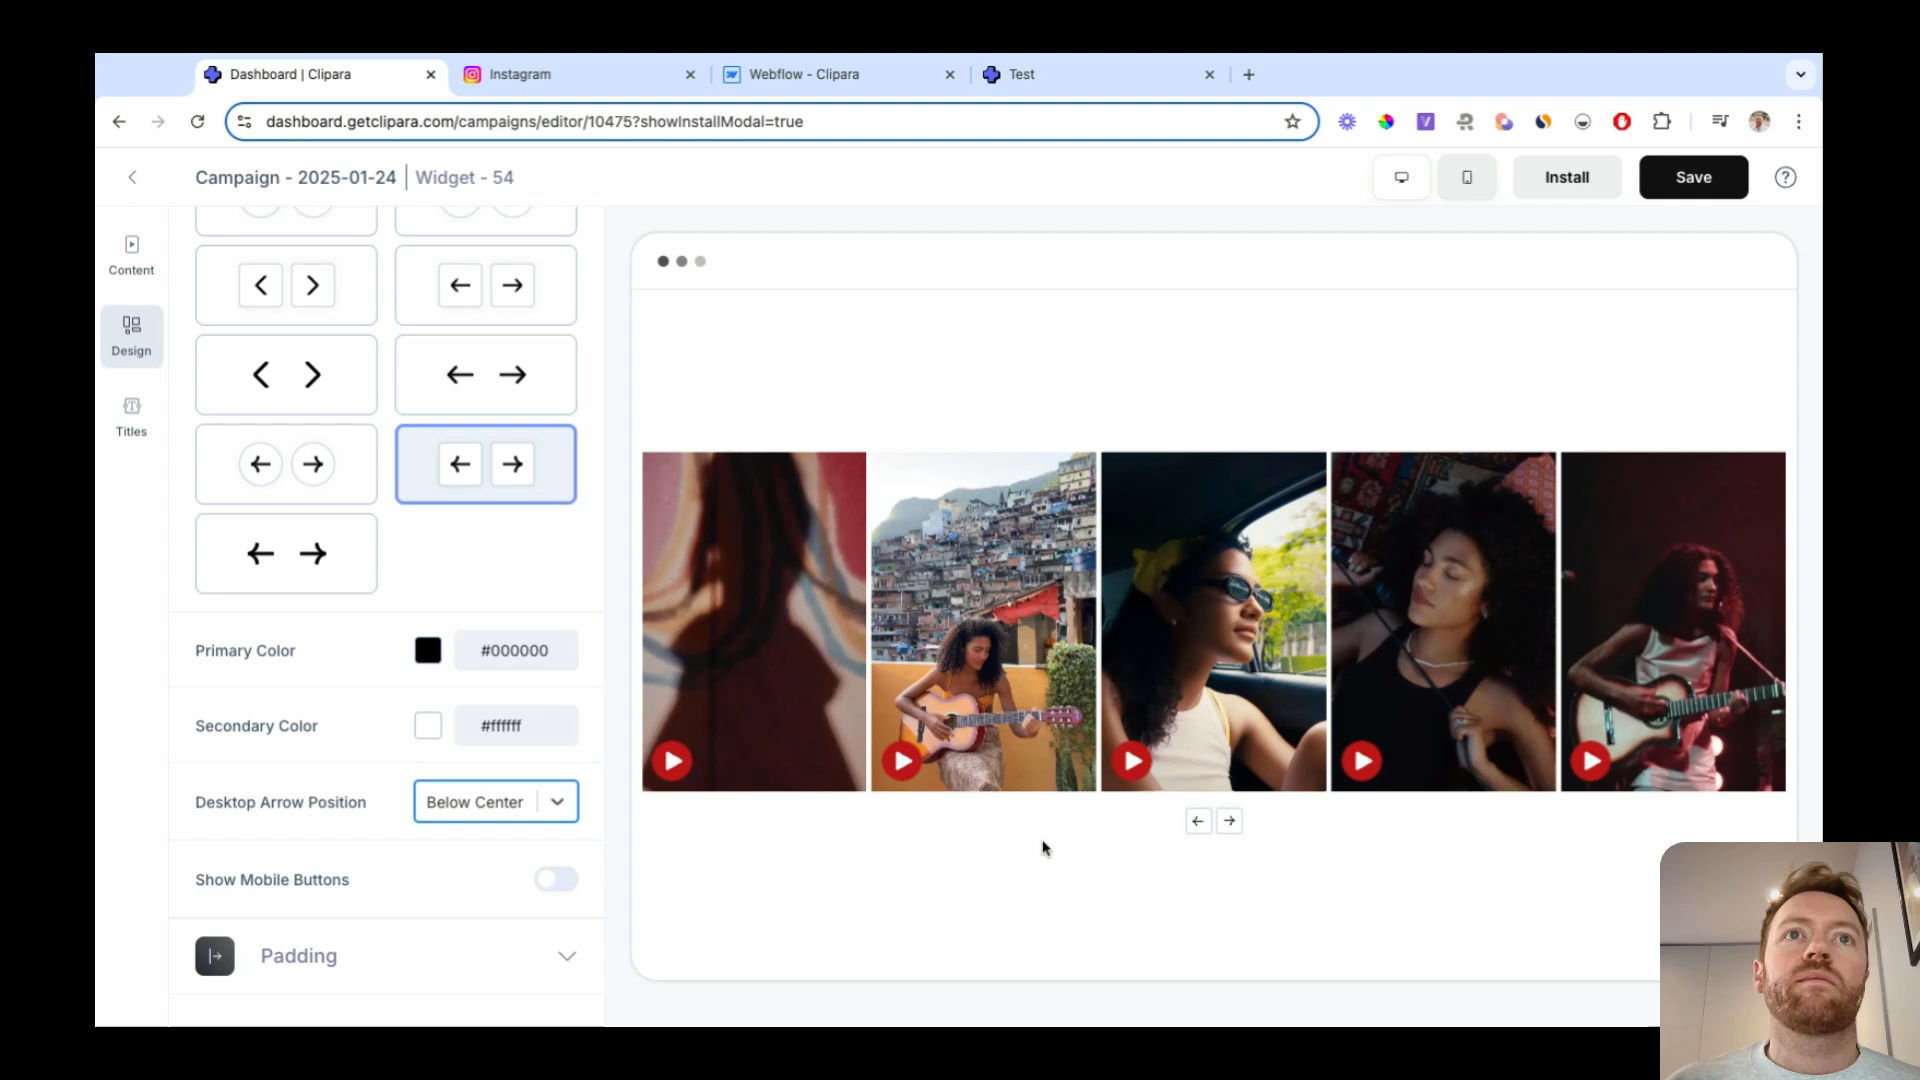 Dashboard | Clipara
Instagram
Webflow - Clipara
Test
dashboard.getclipara.com/campaigns/editor/10475?showInstallModal=true
Campaign - 2025-01-24 | Widget - 54
Install
Save
Content
Design
Titles
Primary Color
#000000
Secondary Color
#ffffff
Desktop Arrow Position
Below Center
Show Mobile Buttons
Padding